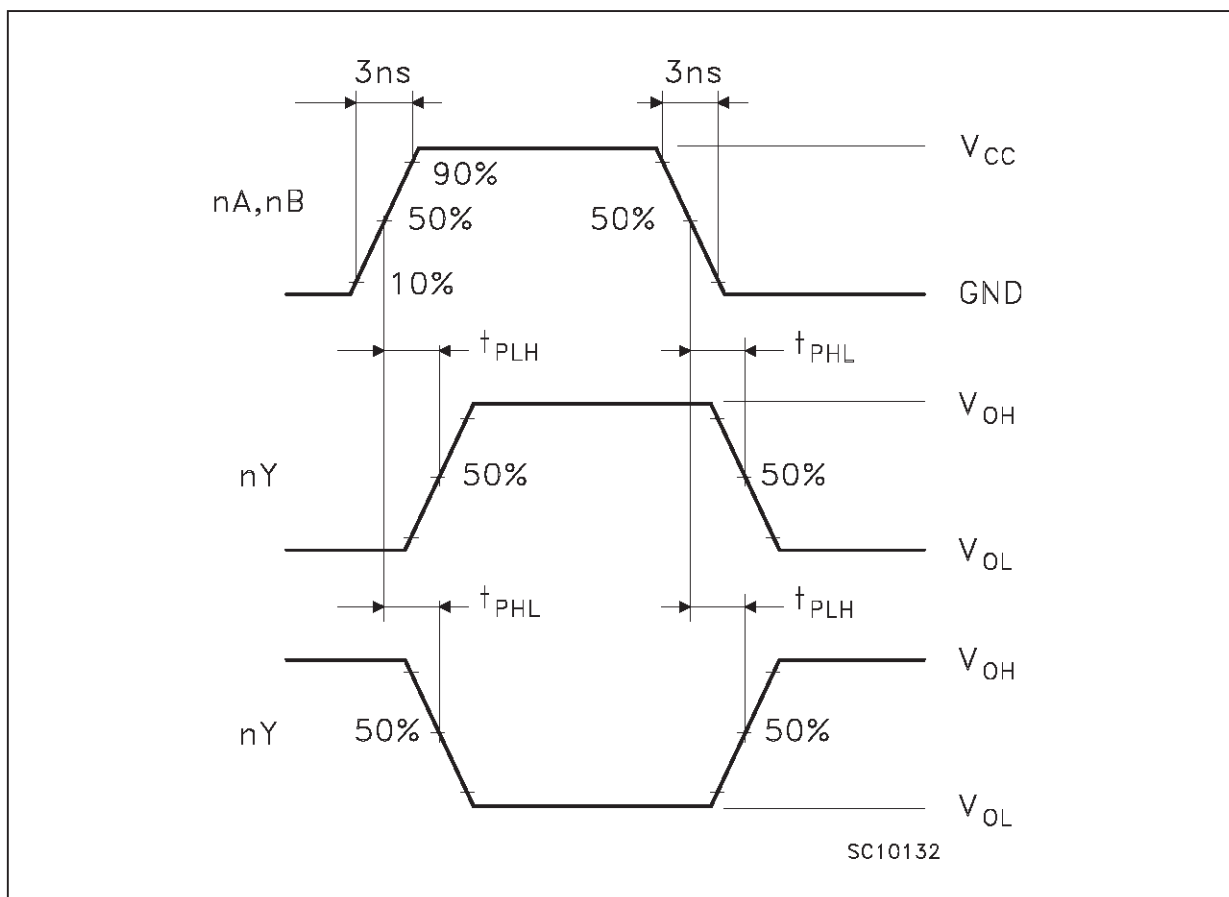 3ns 3ns
V_CC
90%
nA,nB
50% 50%
10%
GND
t_PLH t_PHL
V_OH
nY 50% 50%
V_OL
t_PHL t_PLH
V_OH
nY 50% 50%
V_OL
SC10132